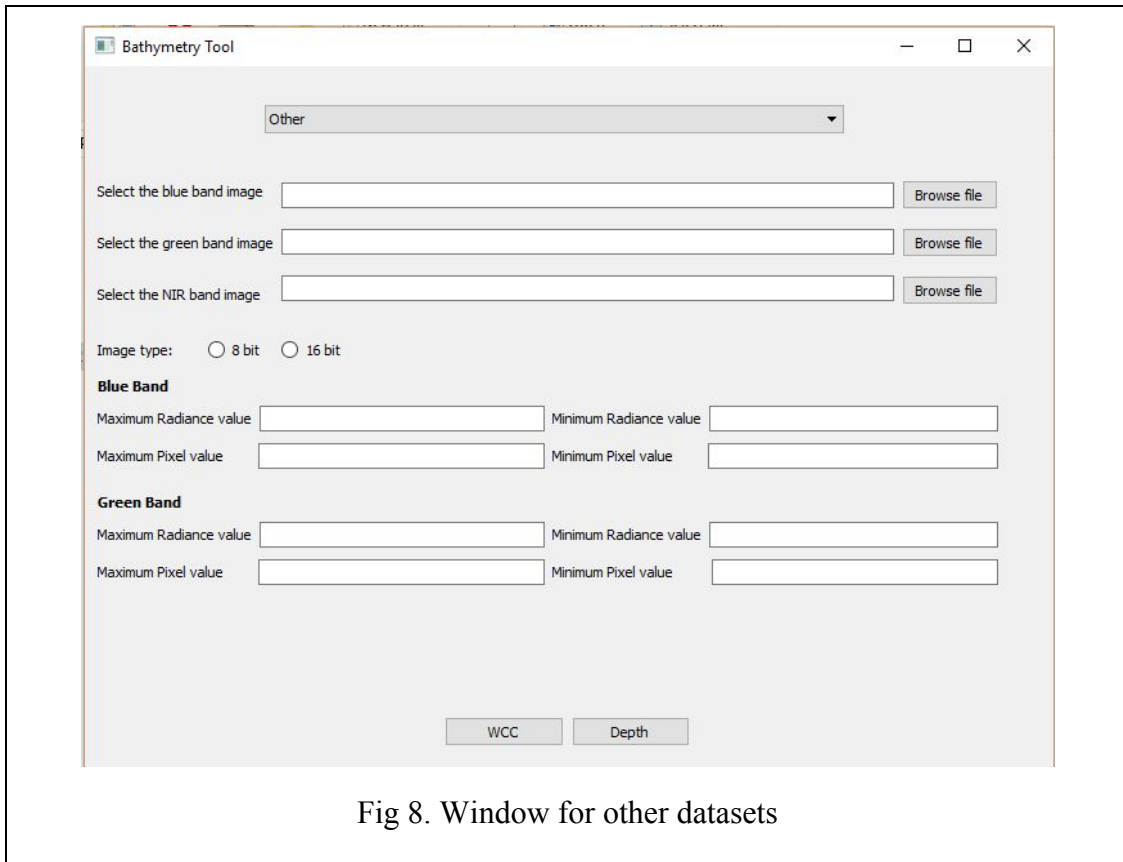 Bathymetry Tool
Other
Select the blue band image Browse file
Select the green band image Browse file
Select the NIR band image Browse file
Image type: 8 bit 16 bit
Blue Band
Maximum Radiance value Minimum Radiance value
Maximum Pixel value Minimum Pixel value
Green Band
Maximum Radiance value Minimum Radiance value
Maximum Pixel value Minimum Pixel value
WCC Depth
Fig 8. Window for other datasets